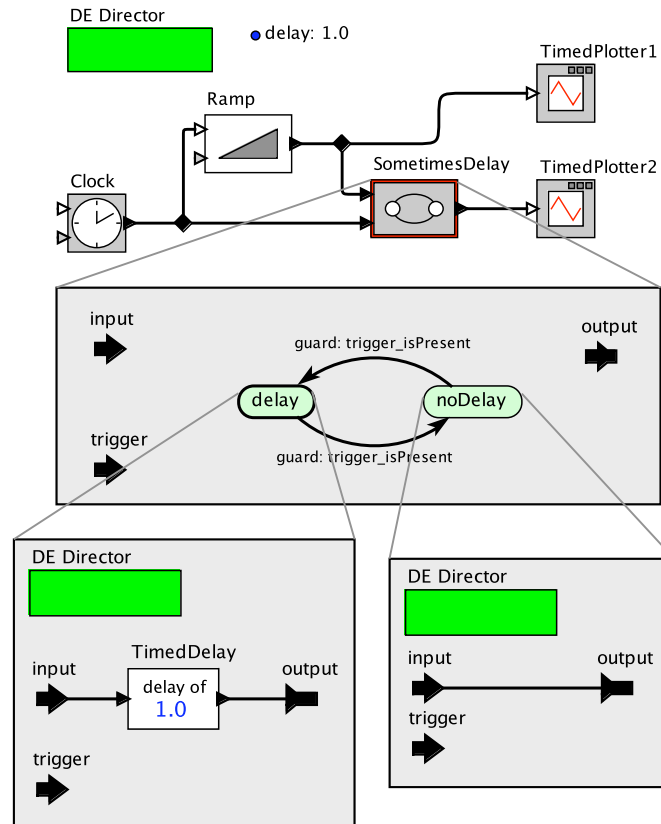 DE Director
delay: 1.0
TimedPlotter1
Ramp
SometimesDelay
TimedPlotter2
Clock
input
output
guard: trigger_isPresent
delay
noDelay
trigger
guard: trigger_isPresent
DE Director
TimedDelay
input
output
delay of
1.0
trigger
DE Director
input
output
trigger